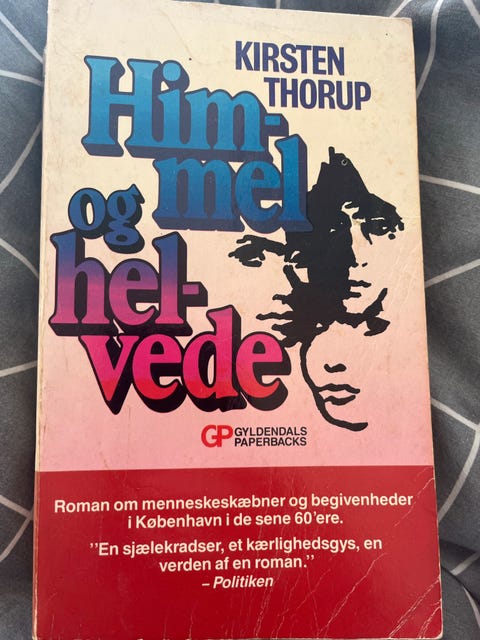 KIRSTEN
THORUP
Him-
mel
og
hel-
vede
GP GYLDENDALS
PAPERBACKS
Roman om menneskeskæbner og begivenheder
i København i de sene 60'ere.
"En sjælekradser, et kærlighedsgys, en
verden af en roman."
– Politiken